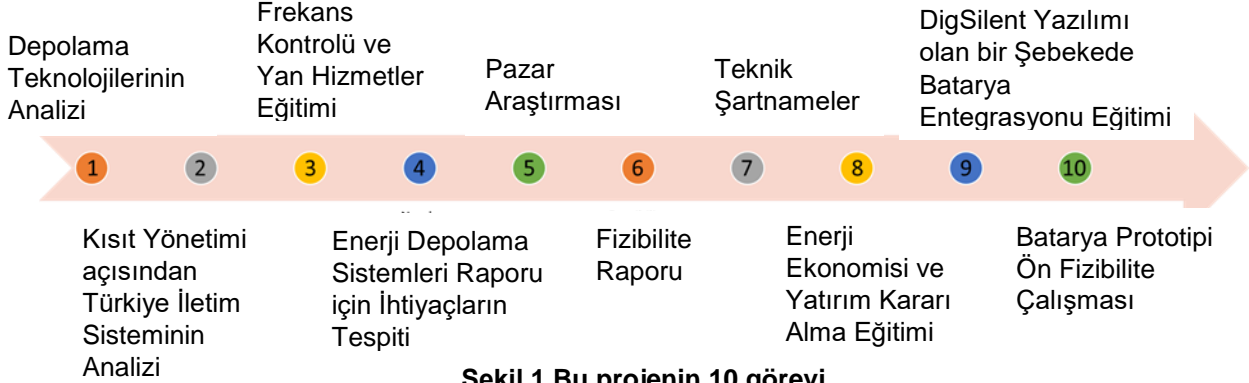 Depolama
Teknolojilerinin
Analizi
Frekans
Kontrolü ve
Yan Hizmetler
Eğitimi
Pazar
Araştırması
Teknik
Şartnameler
DigSilent Yazılımı
olan bir Şebekede
Batarya
Entegrasyonu Eğitimi
1 2 3 4 5 6 7 8 9 10
Kısıt Yönetimi
açısından
Türkiye İletim
Sisteminin
Analizi
Enerji Depolama
Sistemleri Raporu
için İhtiyaçların
Tespiti
Fizibilite
Raporu
Enerji
Ekonomisi ve
Yatırım Kararı
Alma Eğitimi
Batarya Prototipi
Ön Fizibilite
Çalışması
Şekil 1 Bu projenin 10 görevi